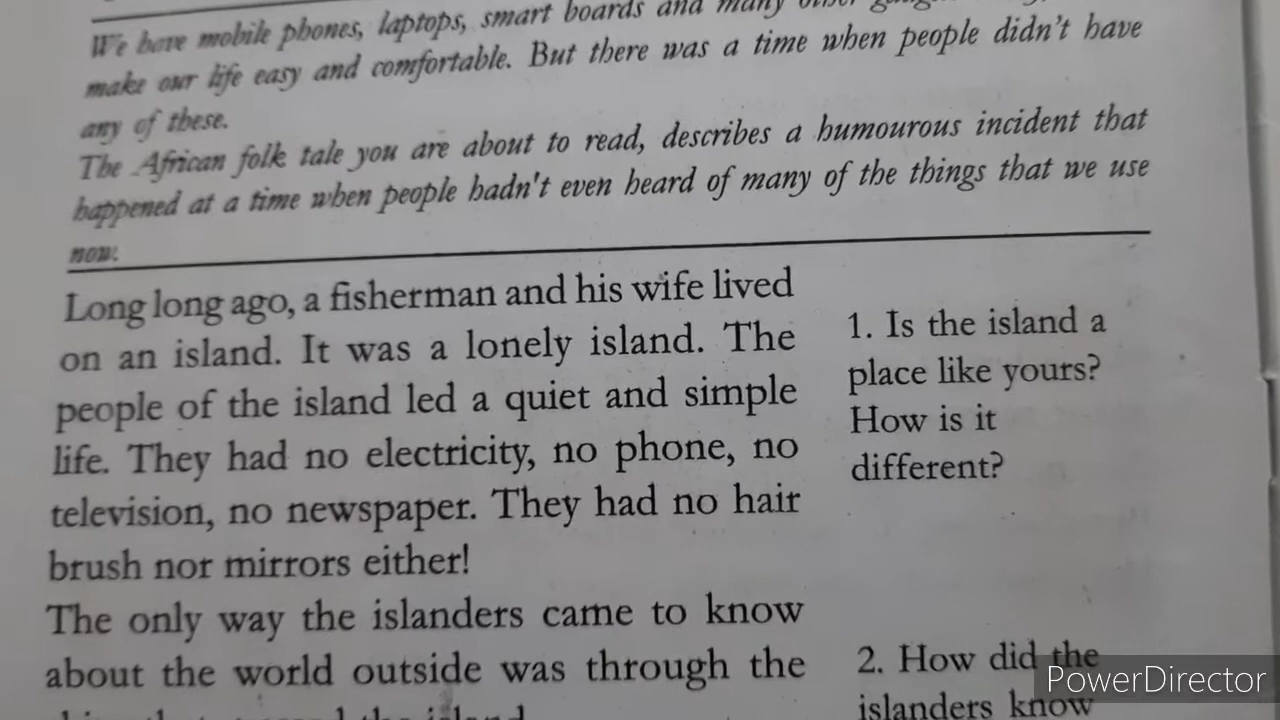 We have mobile phones, laptops, smart boards and many other
make our life easy and comfortable. But there was a time when people didn't have
any of these.
The African folk tale you are about to read, describes a humourous incident that
happened at a time when people hadn't even heard of many of the things that we use
now.
Long long ago, a fisherman and his wife lived
on an island. It was a lonely island. The
people of the island led a quiet and simple
life. They had no electricity, no phone, no
television, no newspaper. They had no hair
brush nor mirrors either!
The only way the islanders came to know
about the world outside was through the
the island
1. Is the island a
place like yours?
How is it
different?
2. How did the
islanders know
PowerDirector